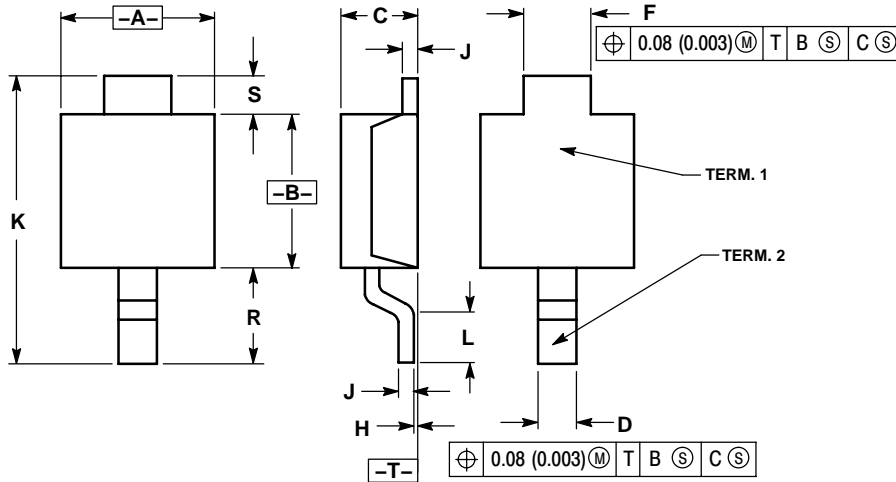 –A–
C
F
⌖ 0.08 (0.003) Ⓜ T B Ⓢ C Ⓢ
J
S
–B–
TERM. 1
K
TERM. 2
R
L
J
D
H
⌖ 0.08 (0.003) Ⓜ T B Ⓢ C Ⓢ
–T–